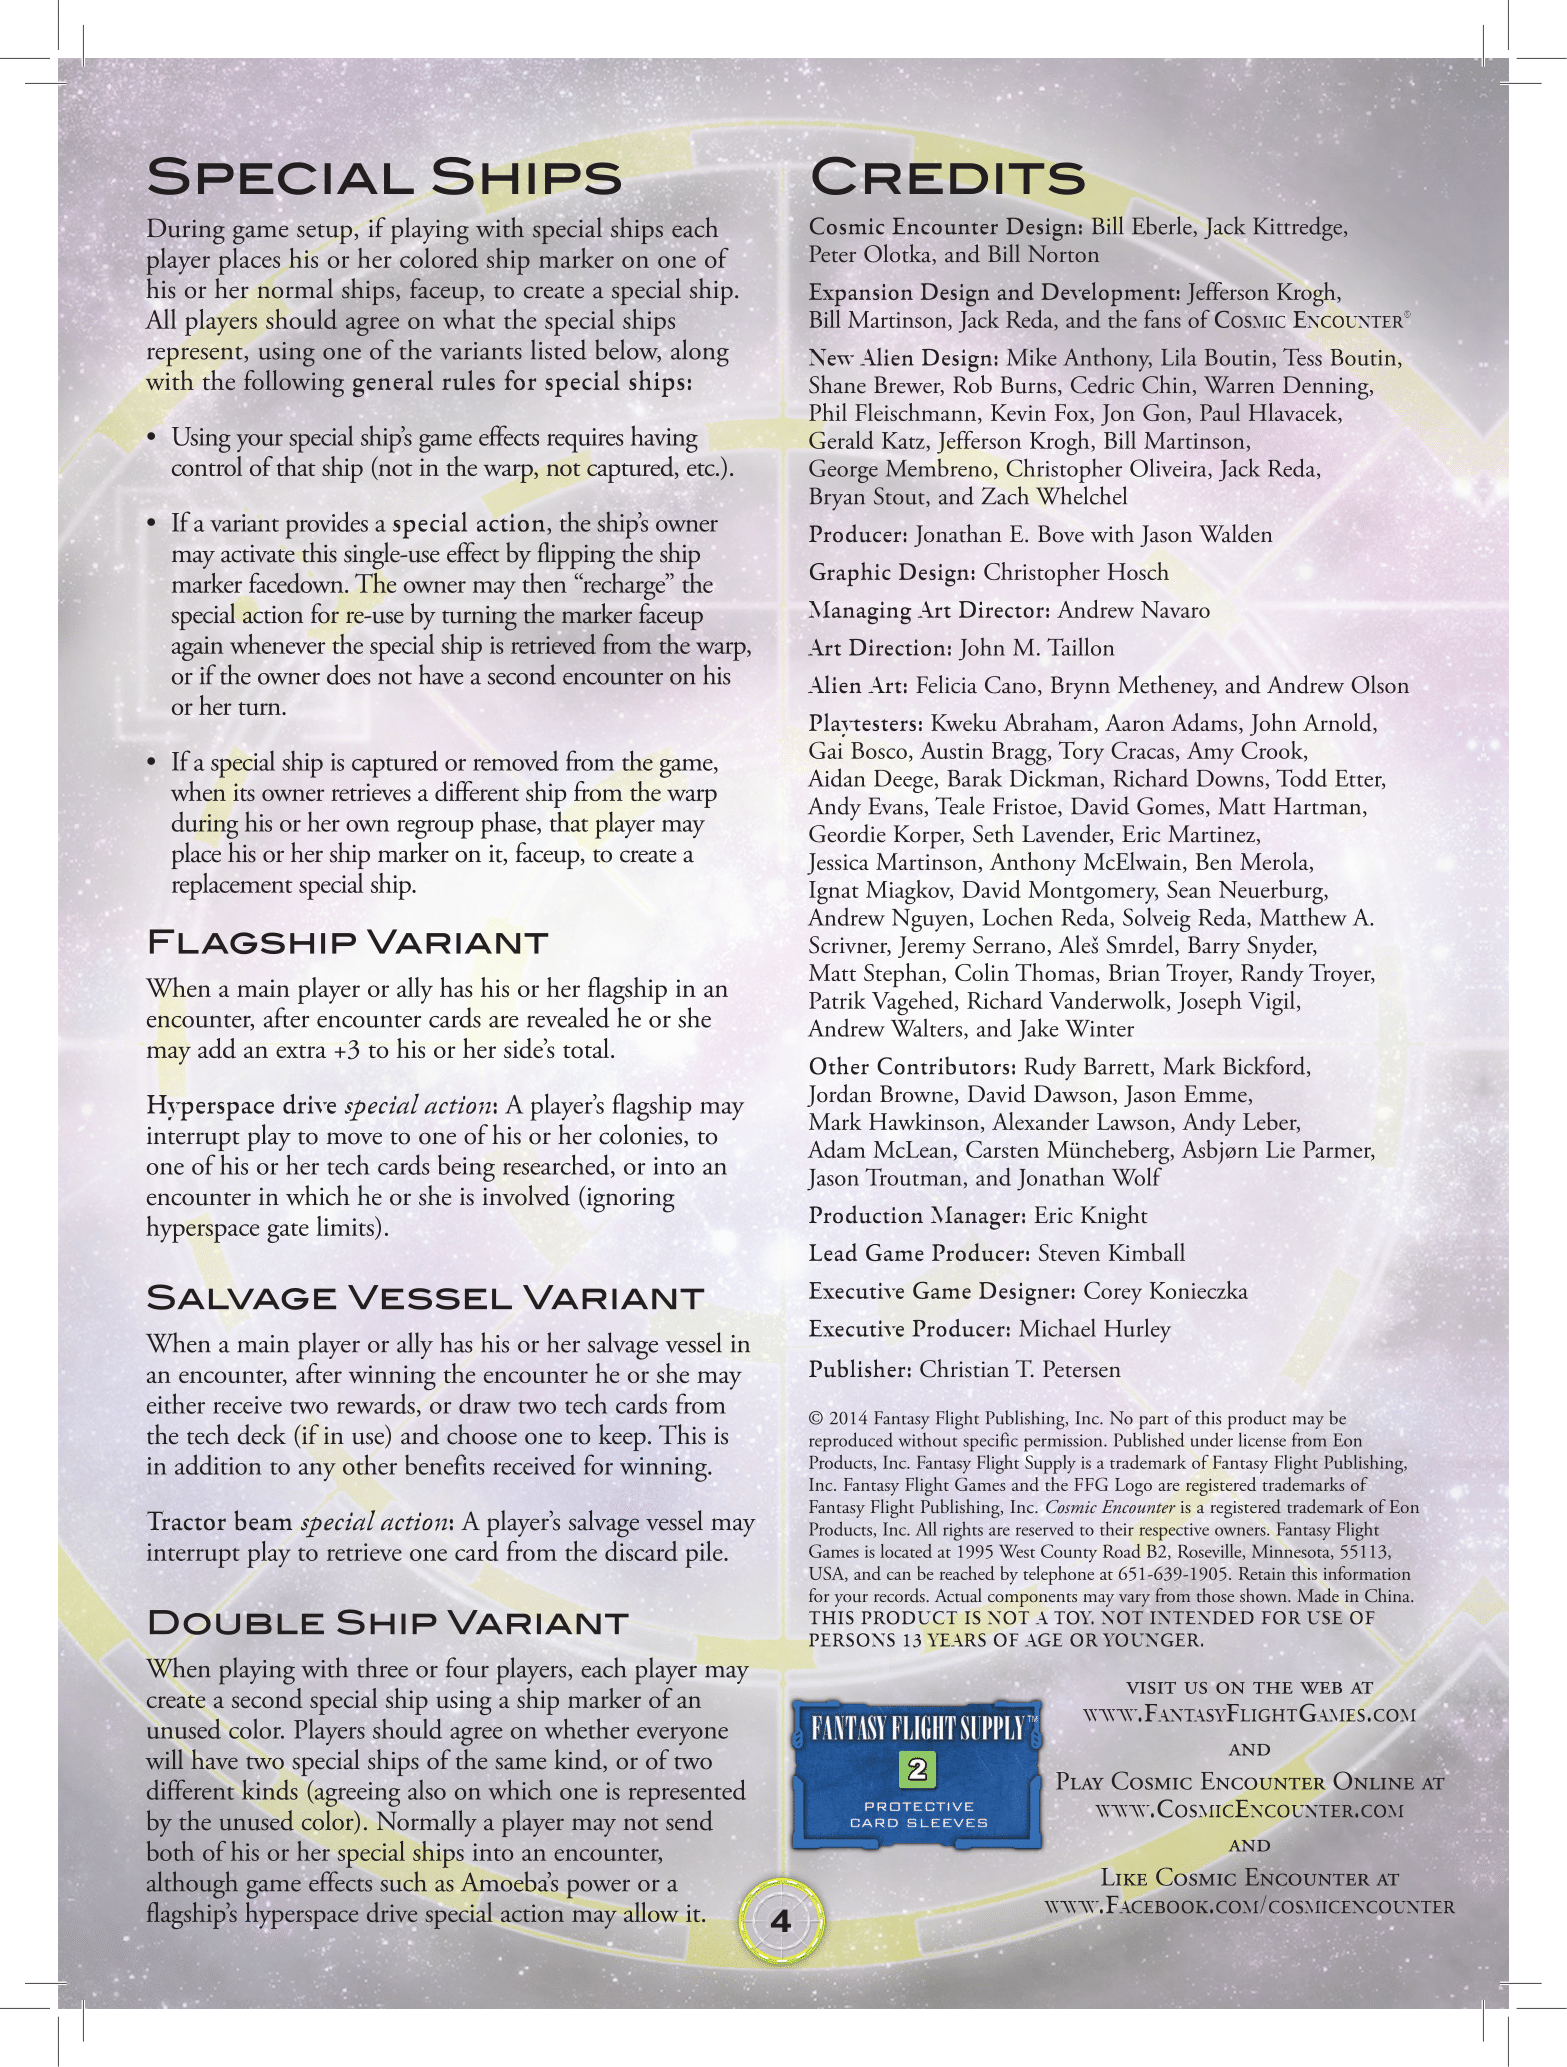 Special Ships
During game setup, if playing with special ships each
player places his or her colored ship marker on one of
his or her normal ships, faceup, to create a special ship.
All players should agree on what the special ships
represent, using one of the variants listed below, along
with the following general rules for special ships:
• Using your special ship’s game effects requires having
control of that ship (not in the warp, not captured, etc.).
• If a variant provides a special action, the ship’s owner
may activate this single-use effect by flipping the ship
marker facedown. The owner may then “recharge” the
special action for re-use by turning the marker faceup
again whenever the special ship is retrieved from the warp,
or if the owner does not have a second encounter on his
or her turn.
• If a special ship is captured or removed from the game,
when its owner retrieves a different ship from the warp
during his or her own regroup phase, that player may
place his or her ship marker on it, faceup, to create a
replacement special ship.
Flagship Variant
When a main player or ally has his or her flagship in an
encounter, after encounter cards are revealed he or she
may add an extra +3 to his or her side’s total.
Hyperspace drive special action: A player’s flagship may
interrupt play to move to one of his or her colonies, to
one of his or her tech cards being researched, or into an
encounter in which he or she is involved (ignoring
hyperspace gate limits).
Salvage Vessel Variant
When a main player or ally has his or her salvage vessel in
an encounter, after winning the encounter he or she may
either receive two rewards, or draw two tech cards from
the tech deck (if in use) and choose one to keep. This is
in addition to any other benefits received for winning.
Tractor beam special action: A player’s salvage vessel may
interrupt play to retrieve one card from the discard pile.
Double Ship Variant
When playing with three or four players, each player may
create a second special ship using a ship marker of an
unused color. Players should agree on whether everyone
will have two special ships of the same kind, or of two
different kinds (agreeing also on which one is represented
by the unused color). Normally a player may not send
both of his or her special ships into an encounter,
although game effects such as Amoeba’s power or a
flagship’s hyperspace drive special action may allow it.
Credits
Cosmic Encounter Design: Bill Eberle, Jack Kittredge,
Peter Olotka, and Bill Norton
Expansion Design and Development: Jefferson Krogh,
Bill Martinson, Jack Reda, and the fans of Cosmic Encounter©
New Alien Design: Mike Anthony, Lila Boutin, Tess Boutin,
Shane Brewer, Rob Burns, Cedric Chin, Warren Denning,
Phil Fleischmann, Kevin Fox, Jon Gon, Paul Hlavacek,
Gerald Katz, Jefferson Krogh, Bill Martinson,
George Membreno, Christopher Oliveira, Jack Reda,
Bryan Stout, and Zach Whelchel
Producer: Jonathan E. Bove with Jason Walden
Graphic Design: Christopher Hosch
Managing Art Director: Andrew Navaro
Art Direction: John M. Taillon
Alien Art: Felicia Cano, Brynn Metheney, and Andrew Olson
Playtesters: Kweku Abraham, Aaron Adams, John Arnold,
Gai Bosco, Austin Bragg, Tory Cracas, Amy Crook,
Aidan Deege, Barak Dickman, Richard Downs, Todd Etter,
Andy Evans, Teale Fristoe, David Gomes, Matt Hartman,
Geordie Korper, Seth Lavender, Eric Martinez,
Jessica Martinson, Anthony McElwain, Ben Merola,
Ignat Miagkov, David Montgomery, Sean Neuerburg,
Andrew Nguyen, Lochen Reda, Solveig Reda, Matthew A.
Scrivner, Jeremy Serrano, Aleš Smrdel, Barry Snyder,
Matt Stephan, Colin Thomas, Brian Troyer, Randy Troyer,
Patrik Vagehed, Richard Vanderwolk, Joseph Vigil,
Andrew Walters, and Jake Winter
Other Contributors: Rudy Barrett, Mark Bickford,
Jordan Browne, David Dawson, Jason Emme,
Mark Hawkinson, Alexander Lawson, Andy Leber,
Adam McLean, Carsten Müncheberg, Asbjørn Lie Parmer,
Jason Troutman, and Jonathan Wolf
Production Manager: Eric Knight
Lead Game Producer: Steven Kimball
Executive Game Designer: Corey Konieczka
Executive Producer: Michael Hurley
Publisher: Christian T. Petersen
© 2014 Fantasy Flight Publishing, Inc. No part of this product may be
reproduced without specific permission. Published under license from Eon
Products, Inc. Fantasy Flight Supply is a trademark of Fantasy Flight Publishing,
Inc. Fantasy Flight Games and the FFG Logo are registered trademarks of
Fantasy Flight Publishing, Inc. Cosmic Encounter is a registered trademark of Eon
Products, Inc. All rights are reserved to their respective owners. Fantasy Flight
Games is located at 1995 West County Road B2, Roseville, Minnesota, 55113,
USA, and can be reached by telephone at 651-639-1905. Retain this information
for your records. Actual components may vary from those shown. Made in China.
THIS PRODUCT IS NOT A TOY. NOT INTENDED FOR USE OF
PERSONS 13 YEARS OF AGE OR YOUNGER.
FANTASY FLIGHT SUPPLY™
2
PROTECTIVE
CARD SLEEVES
visit us on the web at
www.FantasyFlightGames.com
and
Play Cosmic Encounter Online at
www.CosmicEncounter.com
and
Like Cosmic Encounter at
www.Facebook.com/cosmicencounter
4